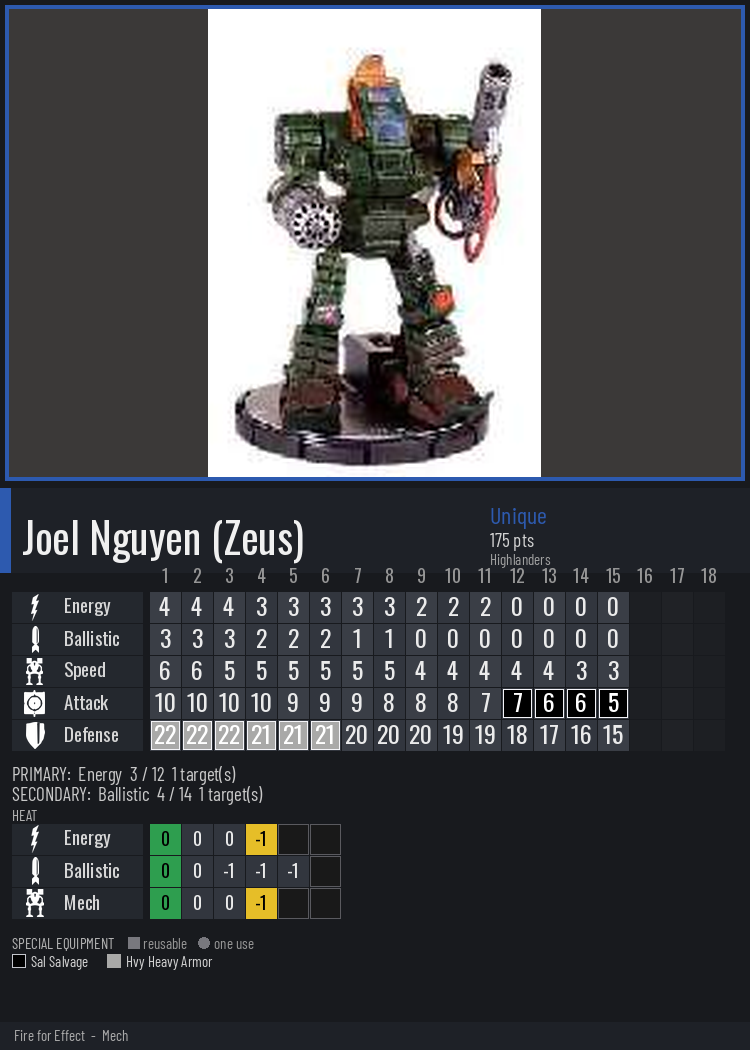 Joel Nguyen (Zeus)
Unique
175 pts
Highlanders
1 2 3 4 5 6 7 8 9 10 11 12 13 14 15 16 17 18
Energy 4 4 4 3 3 3 3 3 2 2 2 0 0 0 0
Ballistic 3 3 3 2 2 2 1 1 0 0 0 0 0 0 0
Speed 6 6 5 5 5 5 5 5 4 4 4 4 4 3 3
Attack 10 10 10 10 9 9 9 8 8 8 7 7 6 6 5
Defense 22 22 22 21 21 21 20 20 20 19 19 18 17 16 15
PRIMARY: Energy 3 / 12 1 target(s)
SECONDARY: Ballistic 4 / 14 1 target(s)
HEAT
Energy 0 0 0 -1
Ballistic 0 0 -1 -1 -1
Mech 0 0 0 -1
SPECIAL EQUIPMENT reusable one use
Sal Salvage Hvy Heavy Armor
Fire for Effect - Mech